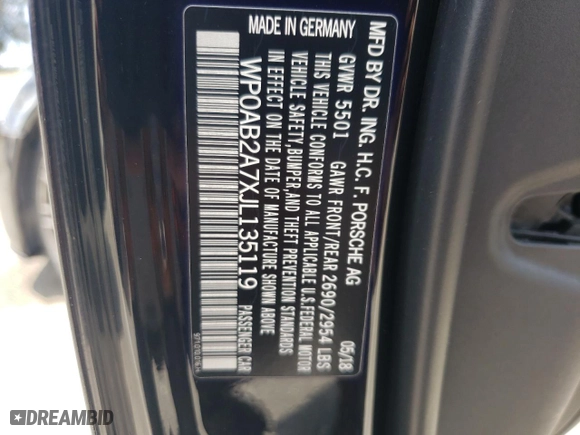 MFD BY DR. ING. H.C. F. PORSCHE AG
GVWR 5501 GAWR FRONT/REAR 2690/2954 LBS 05/18
THIS VEHICLE CONFORMS TO ALL APPLICABLE U.S. FEDERAL MOTOR
VEHICLE SAFETY, BUMPER, AND THEFT PREVENTION STANDARDS
IN EFFECT ON THE DATE OF MANUFACTURE SHOWN ABOVE
WP0AB2A7XJL135119 PASSENGER CAR
MADE IN GERMANY
DREAMBID